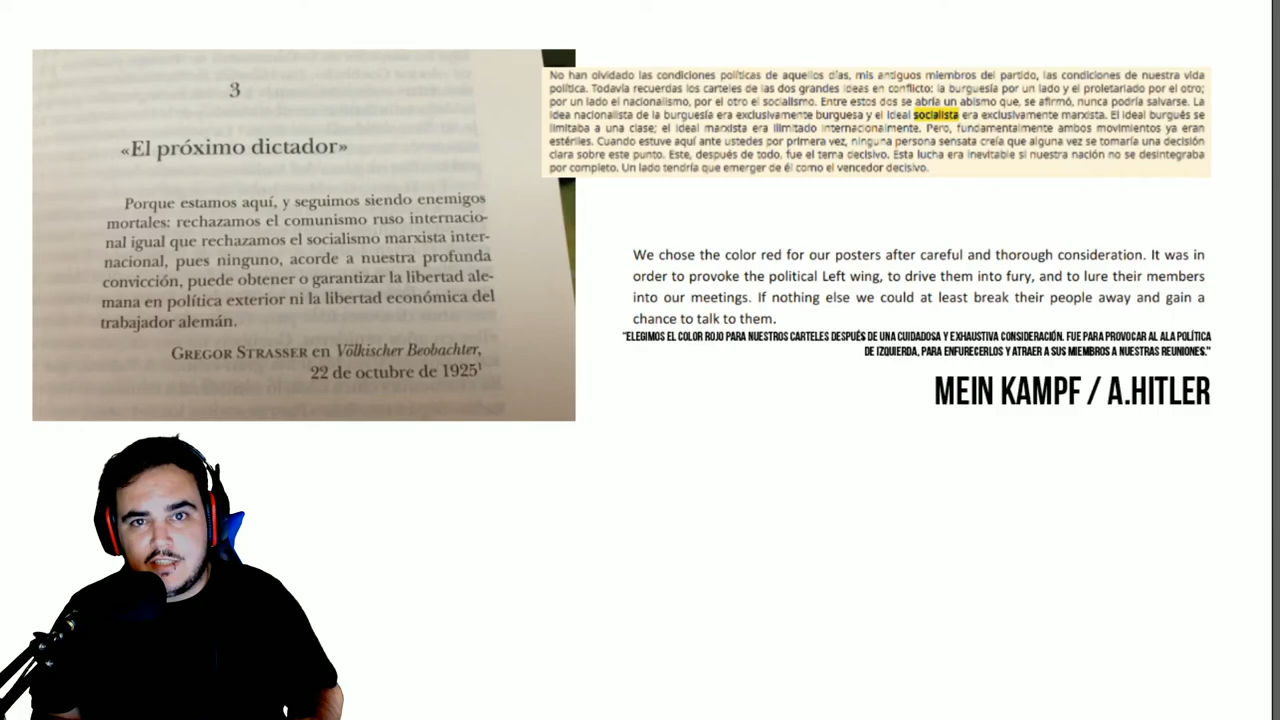 3
«El próximo dictador»
Porque estamos aquí, y seguimos siendo enemigos
mortales: rechazamos el comunismo ruso internacio-
nal igual que rechazamos el socialismo marxista inter-
nacional, pues ninguno, acorde a nuestra profunda
convicción, puede obtener o garantizar la libertad ale-
mana en política exterior ni la libertad económica del
trabajador alemán.
GREGOR STRASSER en Völkischer Beobachter,
22 de octubre de 1925¹
No han olvidado las condiciones políticas de aquellos días, mis antiguos miembros del partido, las condiciones de nuestra vida
política. Todavía recuerdas los carteles de las dos grandes ideas en conflicto: la burguesía por un lado y el proletariado por el otro;
por un lado el nacionalismo, por el otro el socialismo. Entre estos dos se abría un abismo que, se afirmó, nunca podría salvarse. La
idea nacionalista de la burguesía era exclusivamente burguesa y el ideal socialista era exclusivamente marxista. El ideal burgués se
limitaba a una clase; el ideal marxista era ilimitado internacionalmente. Pero, fundamentalmente ambos movimientos ya eran
estériles. Cuando estuve aquí ante ustedes por primera vez, ninguna persona sensata creía que alguna vez se tomaría una decisión
clara sobre este punto. Este, después de todo, fue el tema decisivo. Esta lucha era inevitable si nuestra nación no se desintegraba
por completo. Un lado tendría que emerger de él como el vencedor decisivo.
We chose the color red for our posters after careful and thorough consideration. It was in
order to provoke the political Left wing, to drive them into fury, and to lure their members
into our meetings. If nothing else we could at least break their people away and gain a
chance to talk to them.
"ELEGIMOS EL COLOR ROJO PARA NUESTROS CARTELES DESPUÉS DE UNA CUIDADOSA Y EXHAUSTIVA CONSIDERACIÓN. FUE PARA PROVOCAR AL ALA POLÍTICA
DE IZQUIERDA, PARA ENFURECERLOS Y ATRAER A SUS MIEMBROS A NUESTRAS REUNIONES."
MEIN KAMPF / A.HITLER